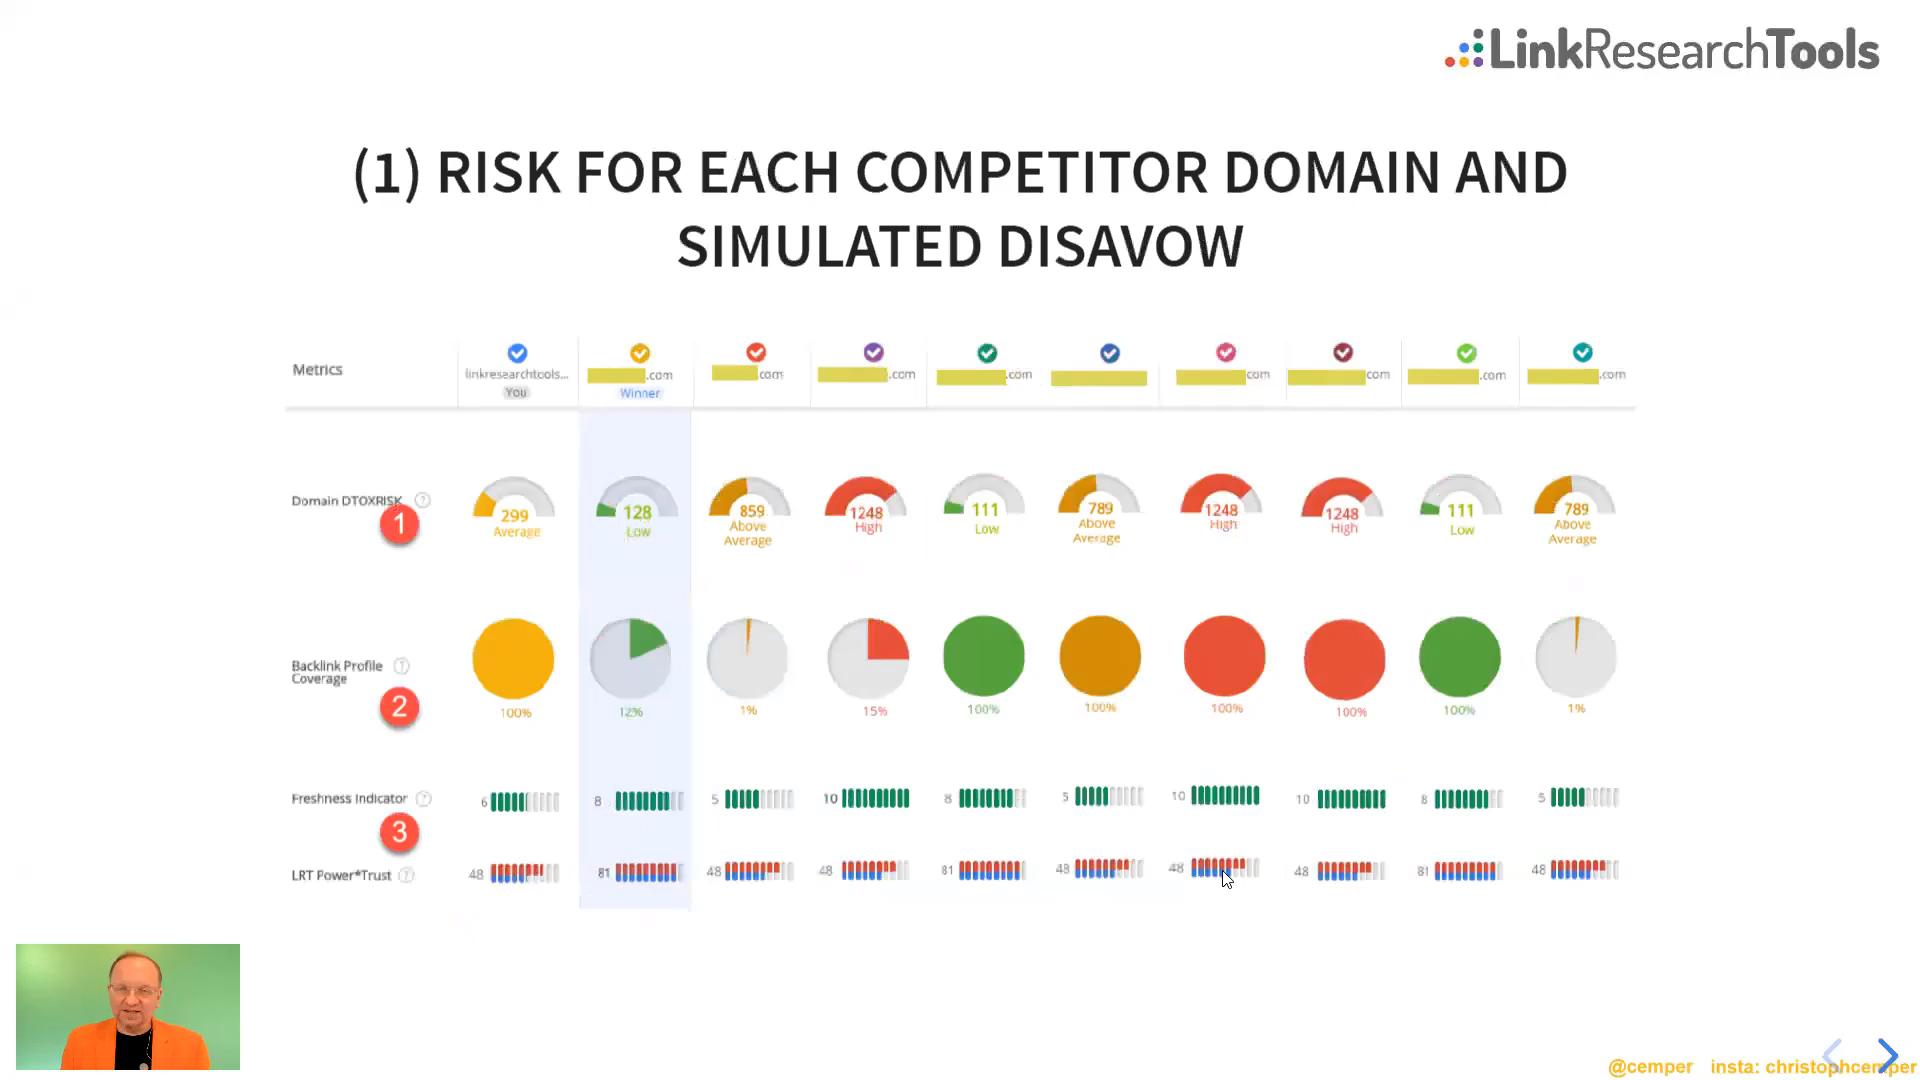 LinkResearchTools
(1) RISK FOR EACH COMPETITOR DOMAIN AND
SIMULATED DISAVOW
Metrics
linkresearchtools... .com com .com .com com com .com .com
You Winner
Domain DTOXRISK ?
1
299 128 859 1248 111 789 1248 1248 111 789
Average Low Above Average High Low Above Average High High Low Above Average
Backlink Profile ?
Coverage
2
100% 12% 1% 15% 100% 100% 100% 100% 100% 1%
Freshness Indicator ?
6 8 5 10 8 5 10 10 8 5
3
LRT Power*Trust ?
48 81 48 48 81 48 48 48 81 48
@cemper insta: christophcemper